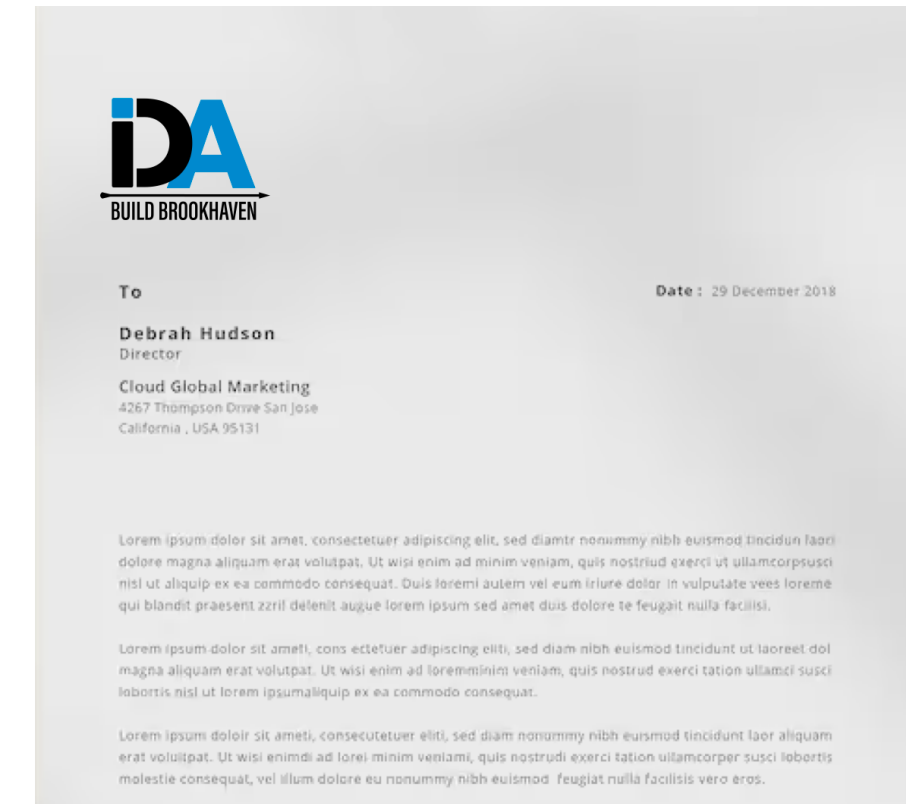 iDA
BUILD BROOKHAVEN
To
Date : 29 December 2018
Debrah Hudson
Director
Cloud Global Marketing
4267 Thompson Drive San Jose
California , USA 95131
Lorem ipsum dolor sit amet, consectetuer adipiscing elit, sed diamtr nonummy nibh euismod tincidun laori
dolore magna aliquam erat volutpat. Ut wisi enim ad minim veniam, quis nostriud exerci ut ullamcorpsusci
nisl ut aliquip ex ea commodo consequat. Duis loremi autem vel eum iriure dolor in vulputate vees loreme
qui blandit praesent zzril delenit augue lorem ipsum sed amet duis dolore te feugait nulla facilisi.
Lorem ipsum dolor sit ameti, cons ectetuer adipiscing eliti, sed diam nibh euismod tincidunt ut laoreet dol
magna aliquam erat volutpat. Ut wisi enim ad loremminim veniam, quis nostrud exerci tation ullamci susci
lobortis nisl ut lorem ipsumaliquip ex ea commodo consequat.
Lorem ipsum doloir sit ameti, consecutetuer eliti, sed diam nonummy nibh euismod tincidunt laor aliquam
erat voluitpat. Ut wisi enimdi ad lorei minim veniami, quis nostrudi exerci tation ullamcorper susci lobortis
molestie consequat, vel illum dolore eu nonummy nibh euismod feugiat nulla facilisis vero eros.